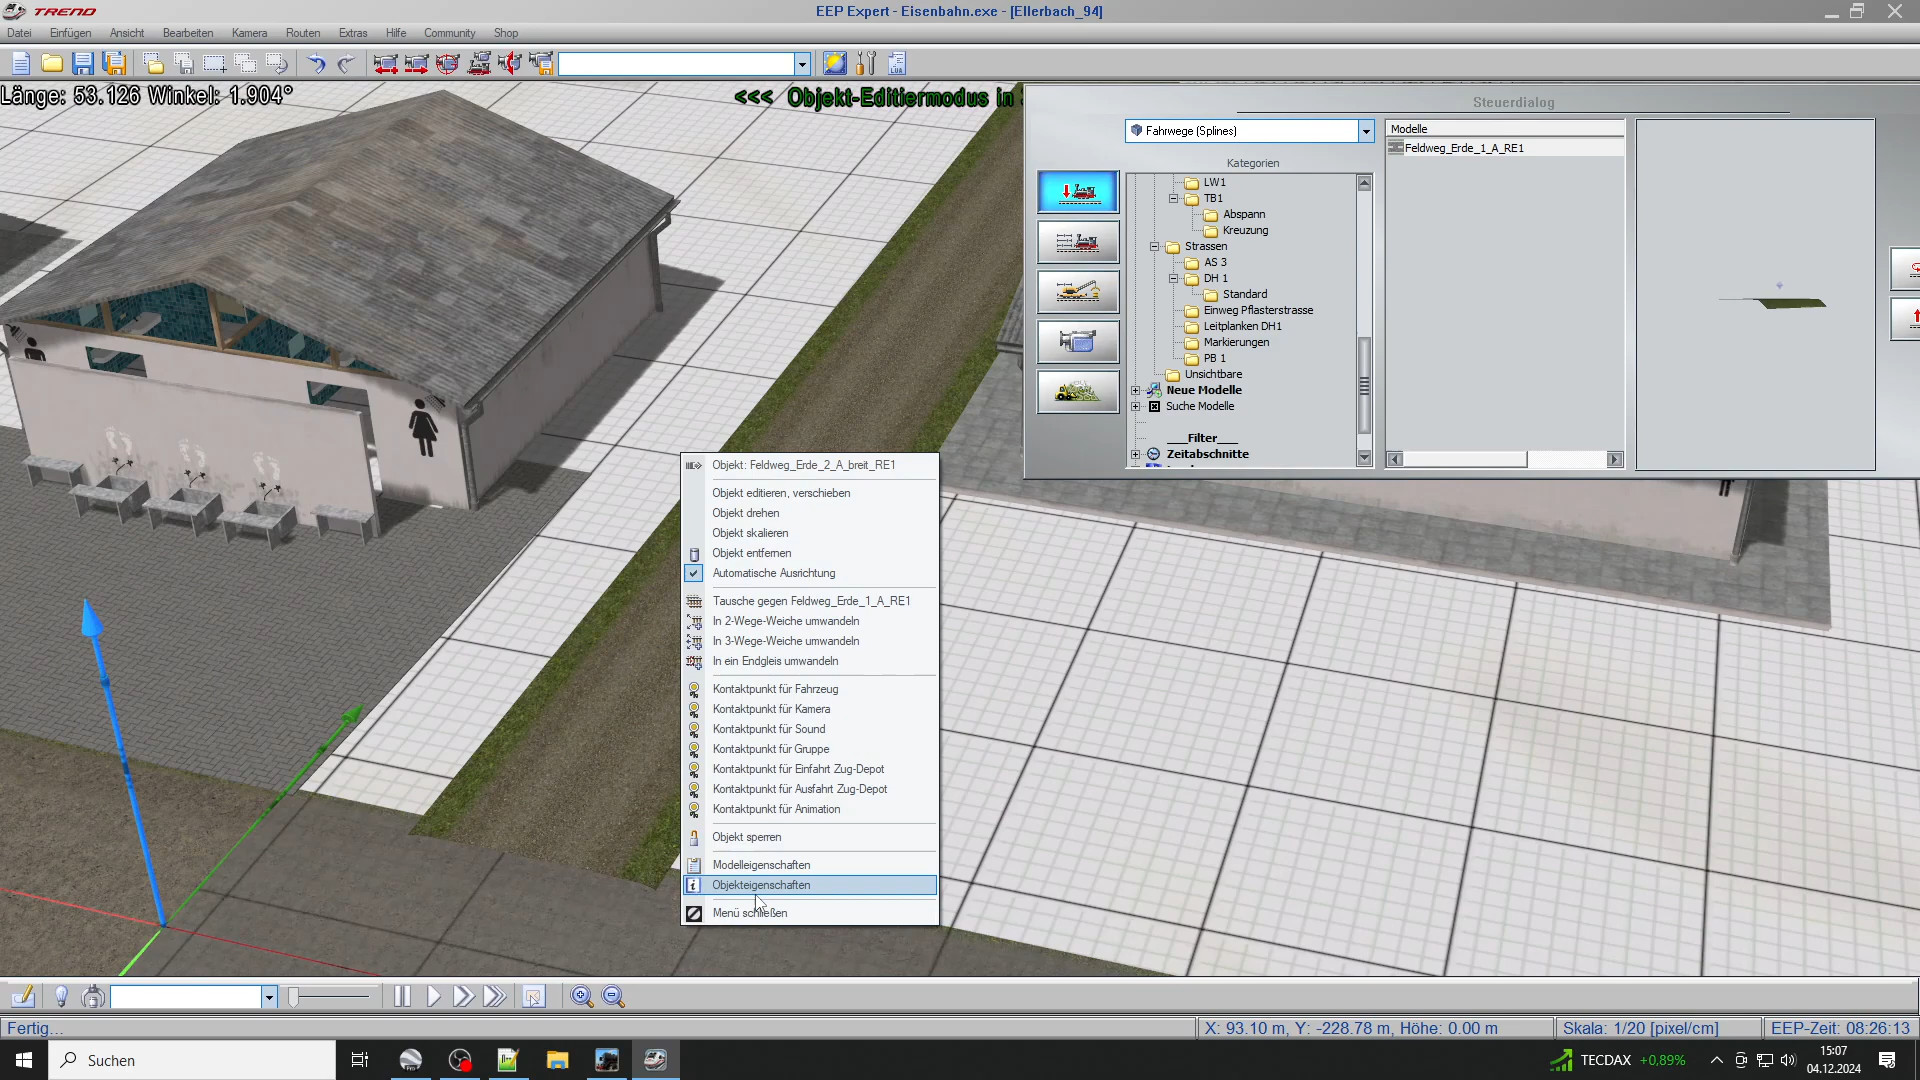 TREND
EEP Expert - Eisenbahn.exe - [Ellerbach_94]
Datei Einfügen Ansicht Bearbeiten Kamera Routen Extras Hilfe Community Shop
LUA
Länge: 53.126 Winkel: 1.904°
<<< Objekt-Editiermodus in
Steuerdialog
Fahrwege (Splines)
Kategorien
LW1
TB1
Abspann
Kreuzung
Strassen
AS 3
DH 1
Standard
Einweg Pflasterstrasse
Leitplanken DH1
Markierungen
PB 1
Unsichtbare
Neue Modelle
Suche Modelle
___Filter___
Zeitabschnitte
Modelle
Feldweg_Erde_1_A_RE1
Objekt: Feldweg_Erde_2_A_breit_RE1
Objekt editieren, verschieben
Objekt drehen
Objekt skalieren
Objekt entfernen
Automatische Ausrichtung
Tausche gegen Feldweg_Erde_1_A_RE1
In 2-Wege-Weiche umwandeln
In 3-Wege-Weiche umwandeln
In ein Endgleis umwandeln
Kontaktpunkt für Fahrzeug
Kontaktpunkt für Kamera
Kontaktpunkt für Sound
Kontaktpunkt für Gruppe
Kontaktpunkt für Einfahrt Zug-Depot
Kontaktpunkt für Ausfahrt Zug-Depot
Kontaktpunkt für Animation
Objekt sperren
Modelleigenschaften
Objekteigenschaften
Menü schließen
Fertig...
X: 93.10 m, Y: -228.78 m, Höhe: 0.00 m
Skala: 1/20 [pixel/cm]
EEP-Zeit: 08:26:13
Suchen
TECDAX +0,89%
15:07
04.12.2024